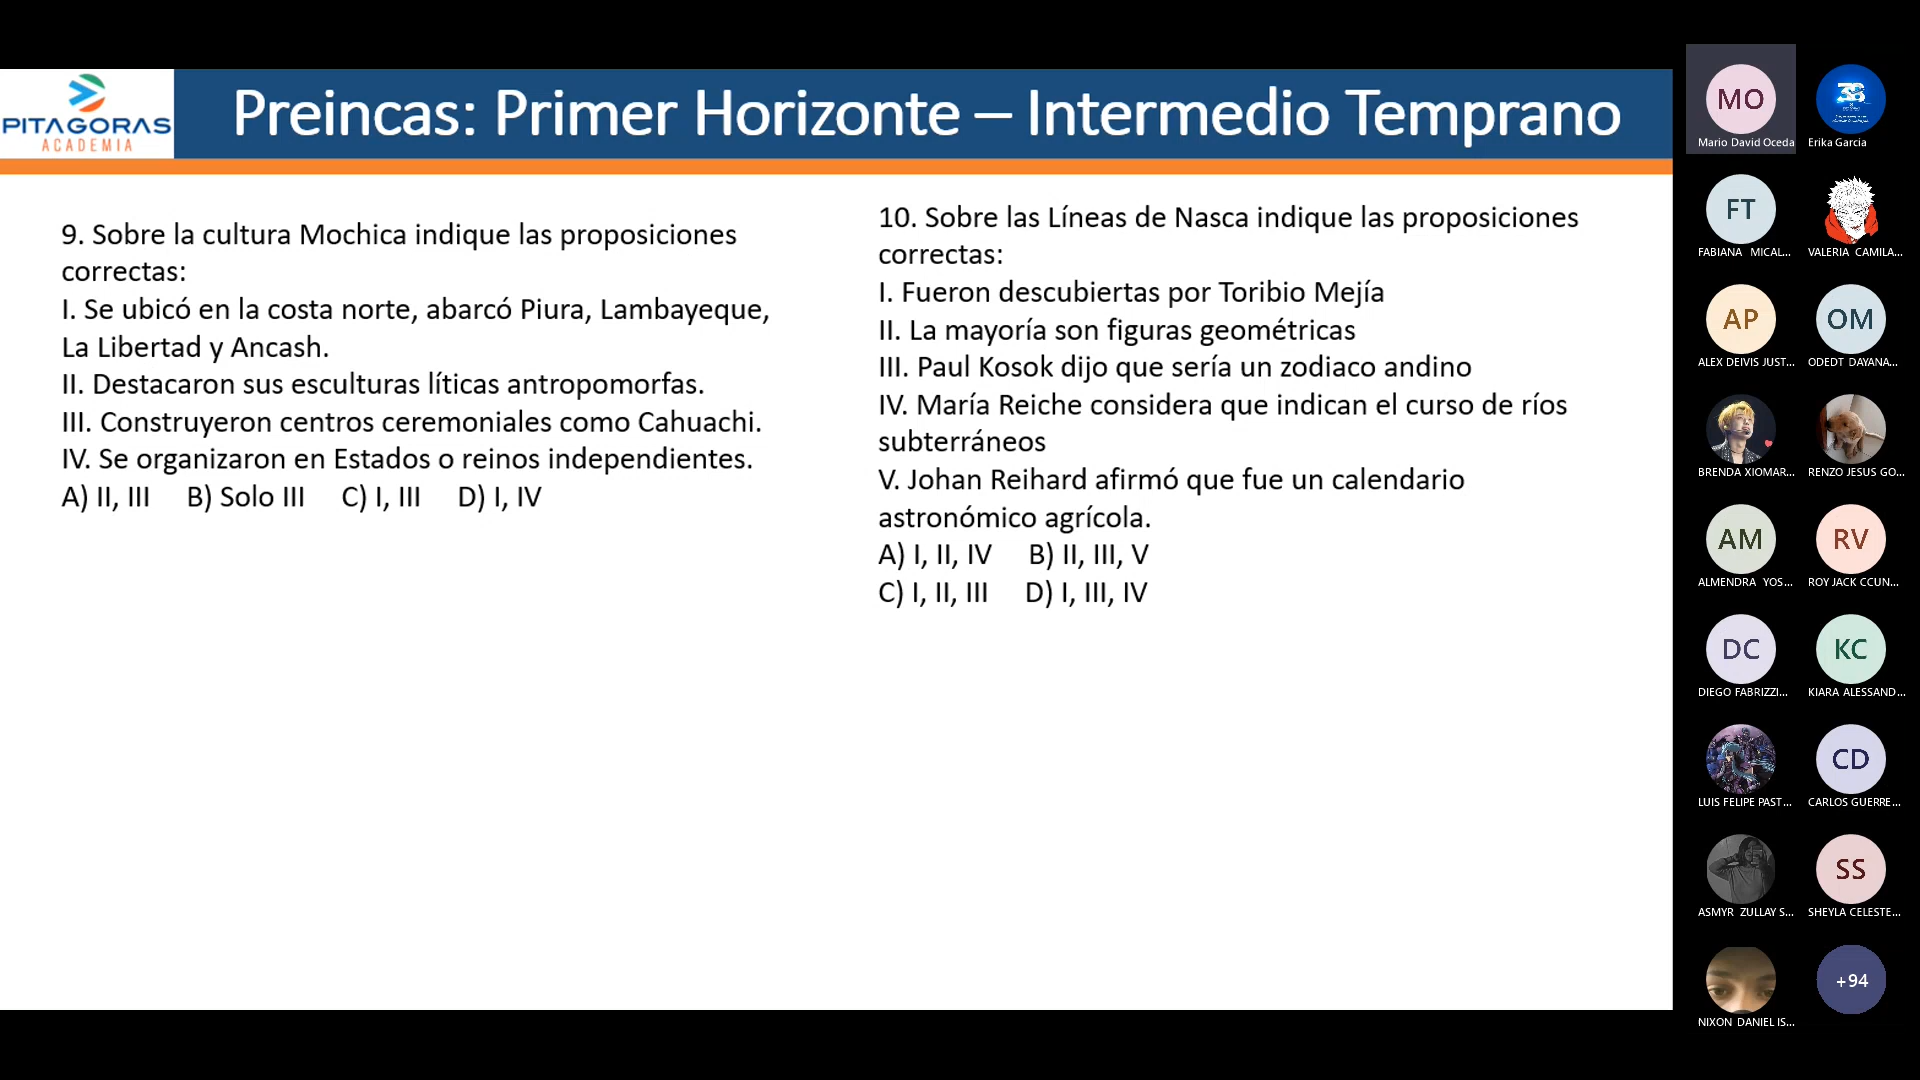 PITAGORAS
ACADEMIA
Preincas: Primer Horizonte – Intermedio Temprano
9. Sobre la cultura Mochica indique las proposiciones
correctas:
I. Se ubicó en la costa norte, abarcó Piura, Lambayeque,
La Libertad y Ancash.
II. Destacaron sus esculturas líticas antropomorfas.
III. Construyeron centros ceremoniales como Cahuachi.
IV. Se organizaron en Estados o reinos independientes.
A) II, III B) Solo III C) I, III D) I, IV
10. Sobre las Líneas de Nasca indique las proposiciones
correctas:
I. Fueron descubiertas por Toribio Mejía
II. La mayoría son figuras geométricas
III. Paul Kosok dijo que sería un zodiaco andino
IV. María Reiche considera que indican el curso de ríos
subterráneos
V. Johan Reihard afirmó que fue un calendario
astronómico agrícola.
A) I, II, IV B) II, III, V
C) I, II, III D) I, III, IV
MO
Mario David Oceda
Erika Garcia
FT
FABIANA MICAL...
VALERIA CAMILA...
AP
ALEX DEIVIS JUST...
OM
ODEDT DAYANA...
BRENDA XIOMAR...
RENZO JESUS GO...
AM
ALMENDRA YOS...
RV
ROY JACK CCUN...
DC
DIEGO FABRIZZI...
KC
KIARA ALESSAND...
LUIS FELIPE PAST...
CD
CARLOS GUERRE...
ASMYR ZULLAY S...
SS
SHEYLA CELESTE...
NIXON DANIEL IS...
+94